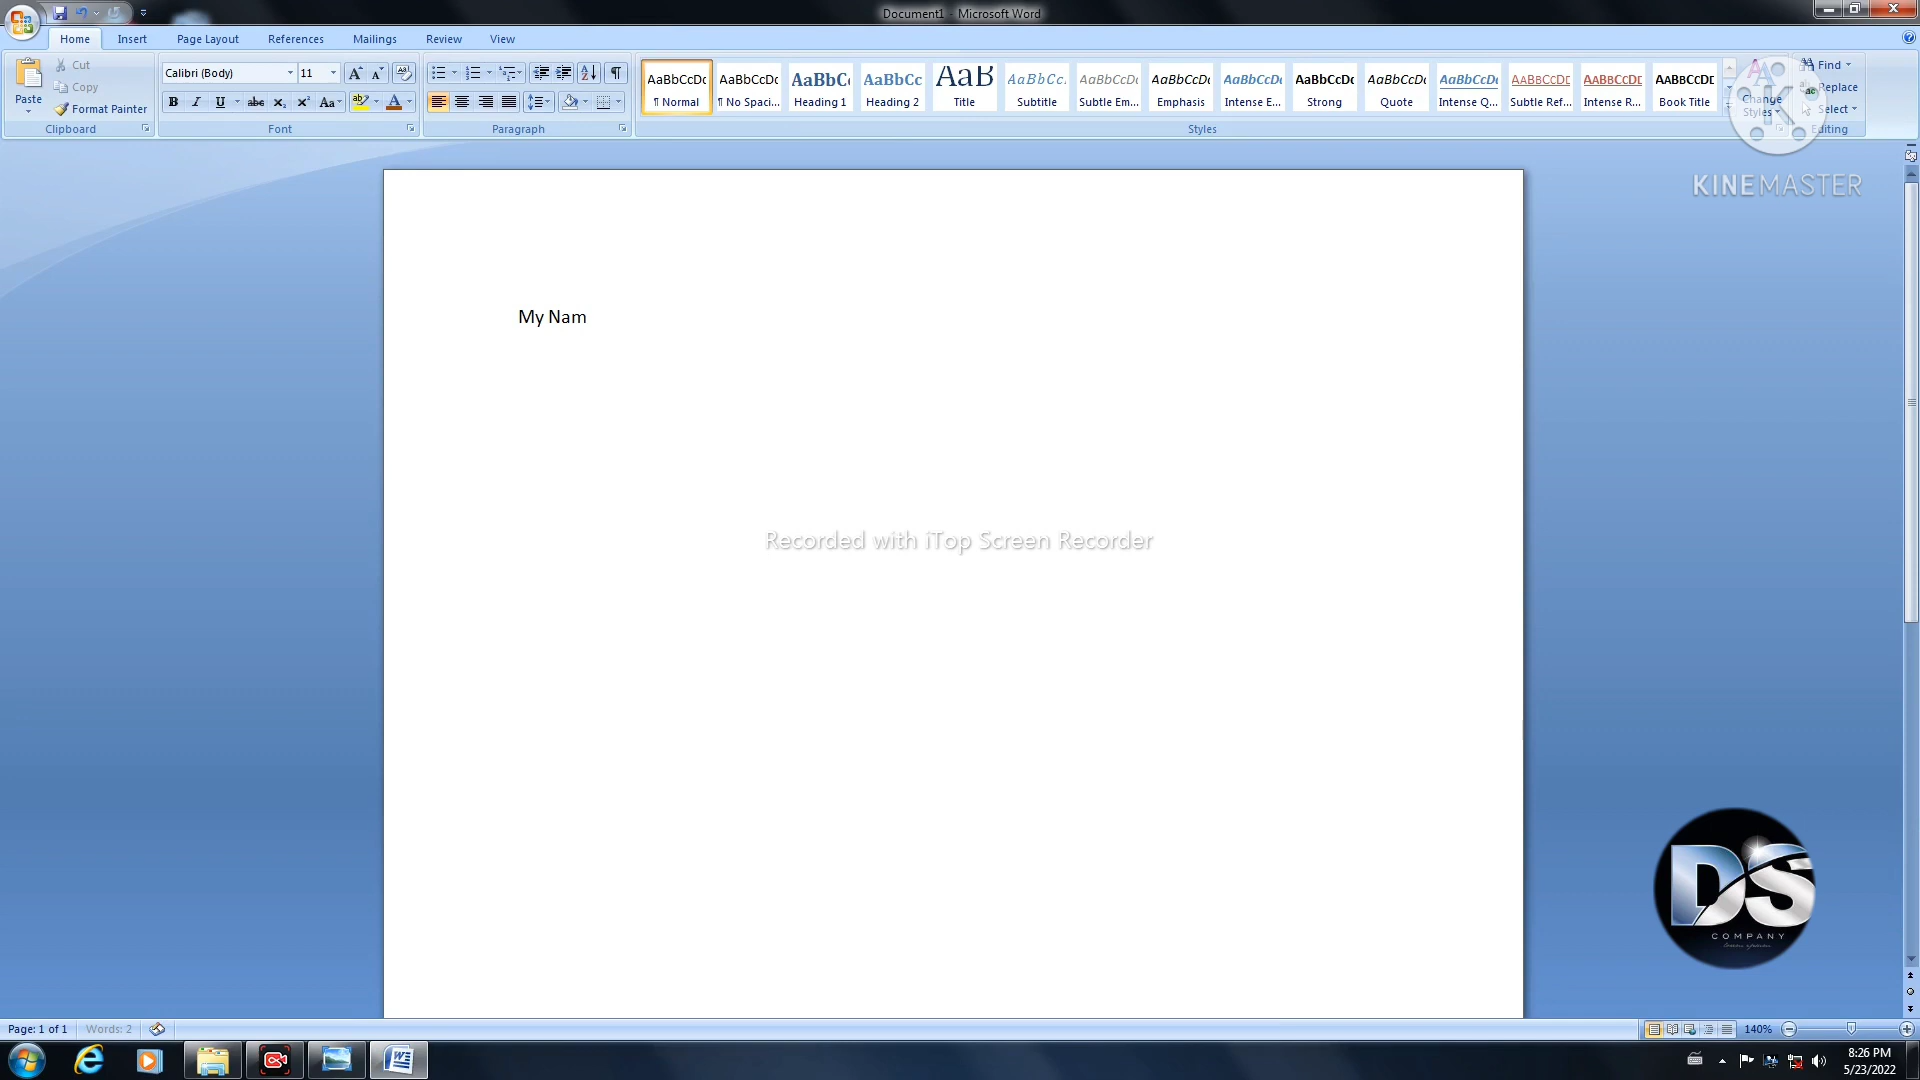 Document1 - Microsoft Word
Home Insert Page Layout References Mailings Review View
Paste
Cut
Copy
Format Painter
Clipboard
Calibri (Body) 11
Font
Paragraph
AaBbCcDc AaBbCcDc AaBbC AaBbCc AaB AaBbCc. AaBbCcDc AaBbCcDc AaBbCcDc AaBbCcDc AaBbCcDc AaBbCcDc AABBCCDC AABBCCDC AABBCCDC
¶ Normal ¶ No Spaci... Heading 1 Heading 2 Title Subtitle Subtle Em... Emphasis Intense E... Strong Quote Intense Q... Subtle Ref... Intense R... Book Title
Styles
Change
Styles
Find
Replace
Select
Editing
KINEMASTER
My Nam
Recorded with iTop Screen Recorder
DS
COMPANY
Page: 1 of 1 Words: 2
140%
8:26 PM
5/23/2022